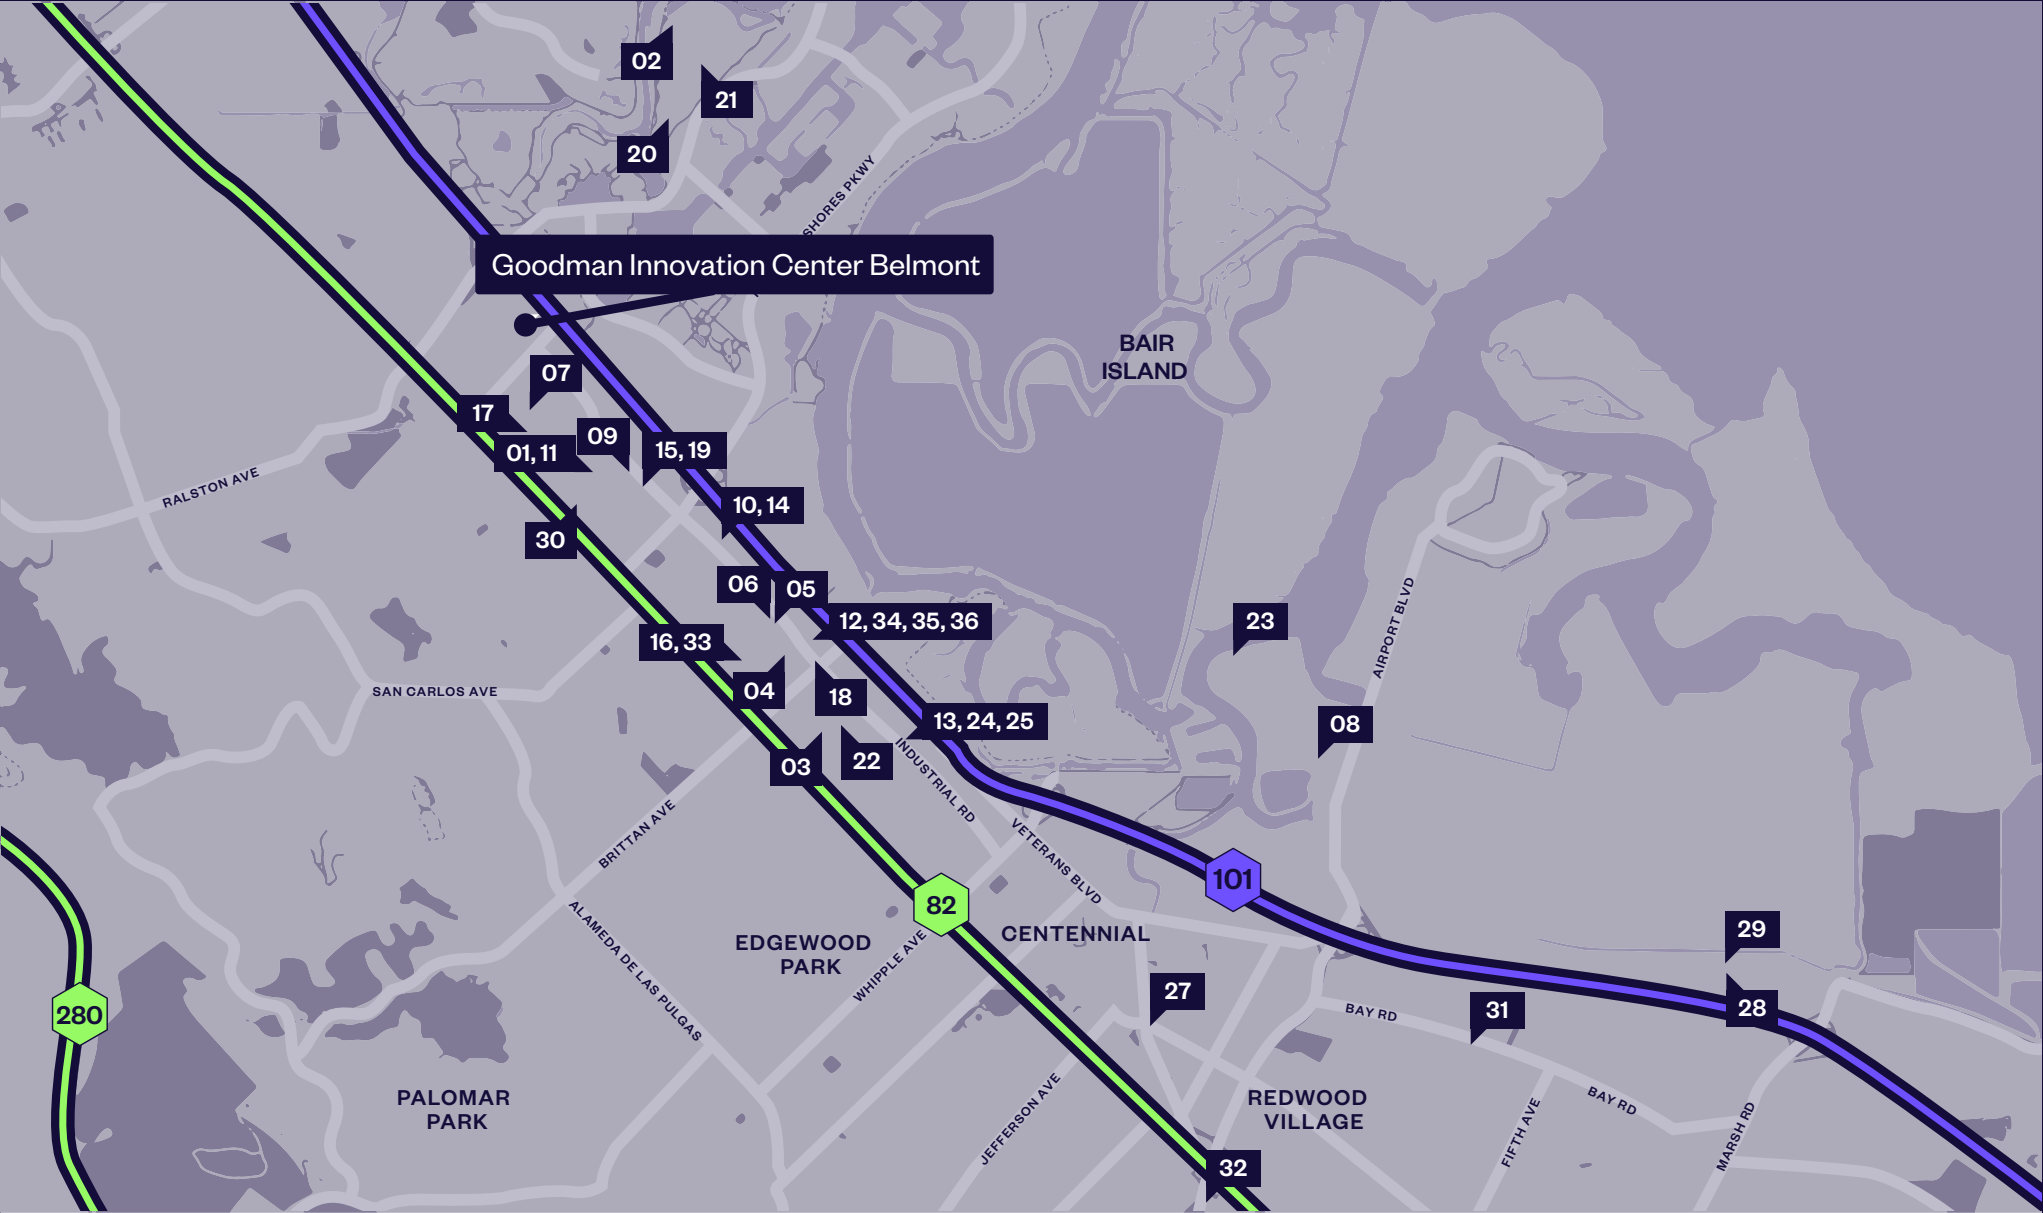 02
21
20
SHORES PKWY
Goodman Innovation Center Belmont
BAIR
ISLAND
07
17
09
01, 11
15, 19
RALSTON AVE
10, 14
30
06
05
12, 34, 35, 36
23
AIRPORT BLVD
16, 33
SAN CARLOS AVE
04
18
13, 24, 25
08
03
22
INDUSTRIAL RD
BRITTAN AVE
VETERANS BLVD
101
82
ALAMEDA DE LAS PULGAS
EDGEWOOD
PARK
WHIPPLE AVE
CENTENNIAL
29
27
280
BAY RD
31
28
PALOMAR
PARK
JEFFERSON AVE
REDWOOD
VILLAGE
BAY RD
FIFTH AVE
MARSH RD
32